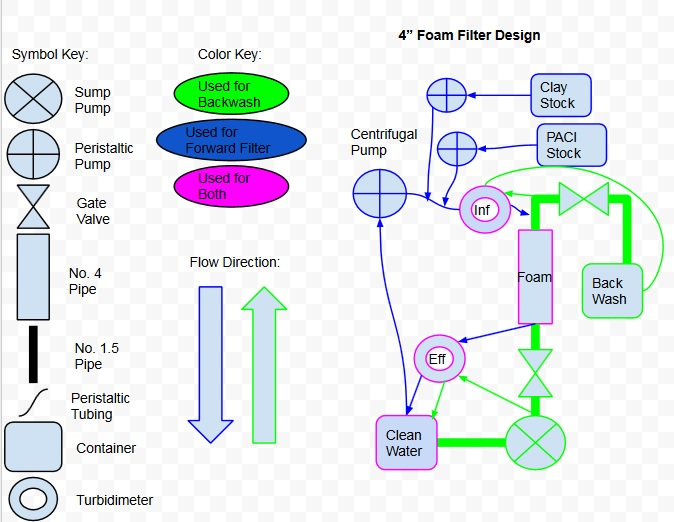 4” Foam Filter Design
Symbol Key:
Sump
Pump
Peristaltic
Pump
Gate
Valve
No. 4
Pipe
No. 1.5
Pipe
Peristaltic
Tubing
Container
Turbidimeter
Color Key:
Used for
Backwash
Used for
Forward Filter
Used for
Both
Flow Direction:
Clay
Stock
PACl
Stock
Centrifugal
Pump
Inf
Foam
Back
Wash
Eff
Clean
Water